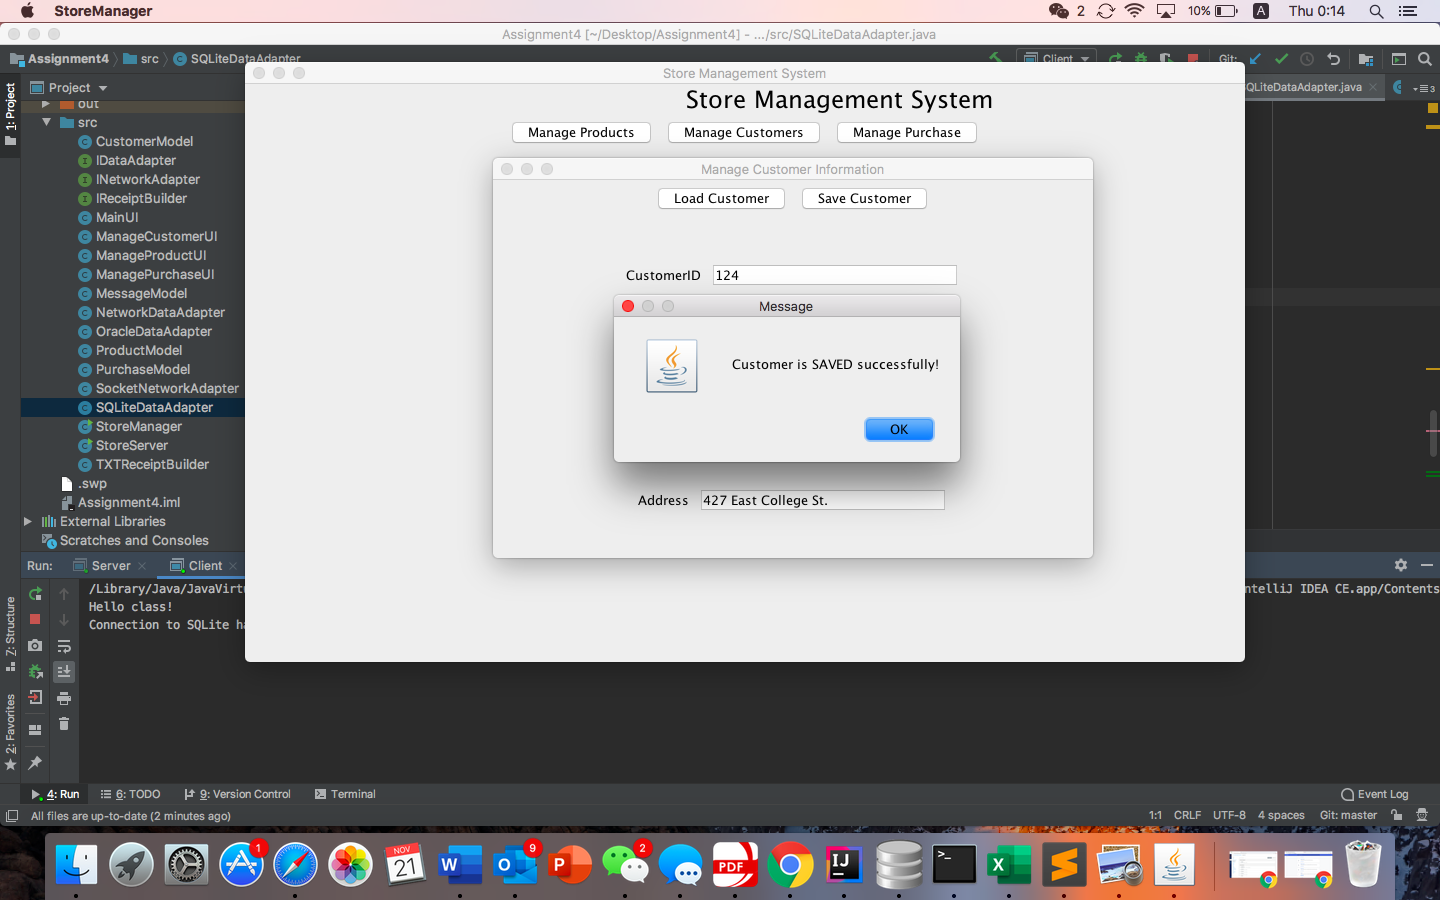 StoreManager
2
10%
A
Thu 0:14
Assignment4 [~/Desktop/Assignment4] - .../src/SQLiteDataAdapter.java
Assignment4
src
SQLiteDataAdapter
Client
Git:
Store Management System
Store Management System
Manage Products
Manage Customers
Manage Purchase
Manage Customer Information
Load Customer
Save Customer
CustomerID
124
Message
Customer is SAVED successfully!
OK
Address
427 East College St.
QLiteDataAdapter.java
3
1: Project
Project
out
src
CustomerModel
IDataAdapter
INetworkAdapter
IReceiptBuilder
MainUI
ManageCustomerUI
ManageProductUI
ManagePurchaseUI
MessageModel
NetworkDataAdapter
OracleDataAdapter
ProductModel
PurchaseModel
SocketNetworkAdapter
SQLiteDataAdapter
StoreManager
StoreServer
TXTReceiptBuilder
.swp
Assignment4.iml
External Libraries
Scratches and Consoles
Run:
Server
Client
/Library/Java/JavaVirtu
ntelliJ IDEA CE.app/Contents
Hello class!
Connection to SQLite ha
Z: Structure
2: Favorites
4: Run
6: TODO
9: Version Control
Terminal
Event Log
All files are up-to-date (2 minutes ago)
1:1
CRLF
UTF-8
4 spaces
Git: master
1
NOV
21
W
O
9
P
2
PDF
IJ
>_
X
S